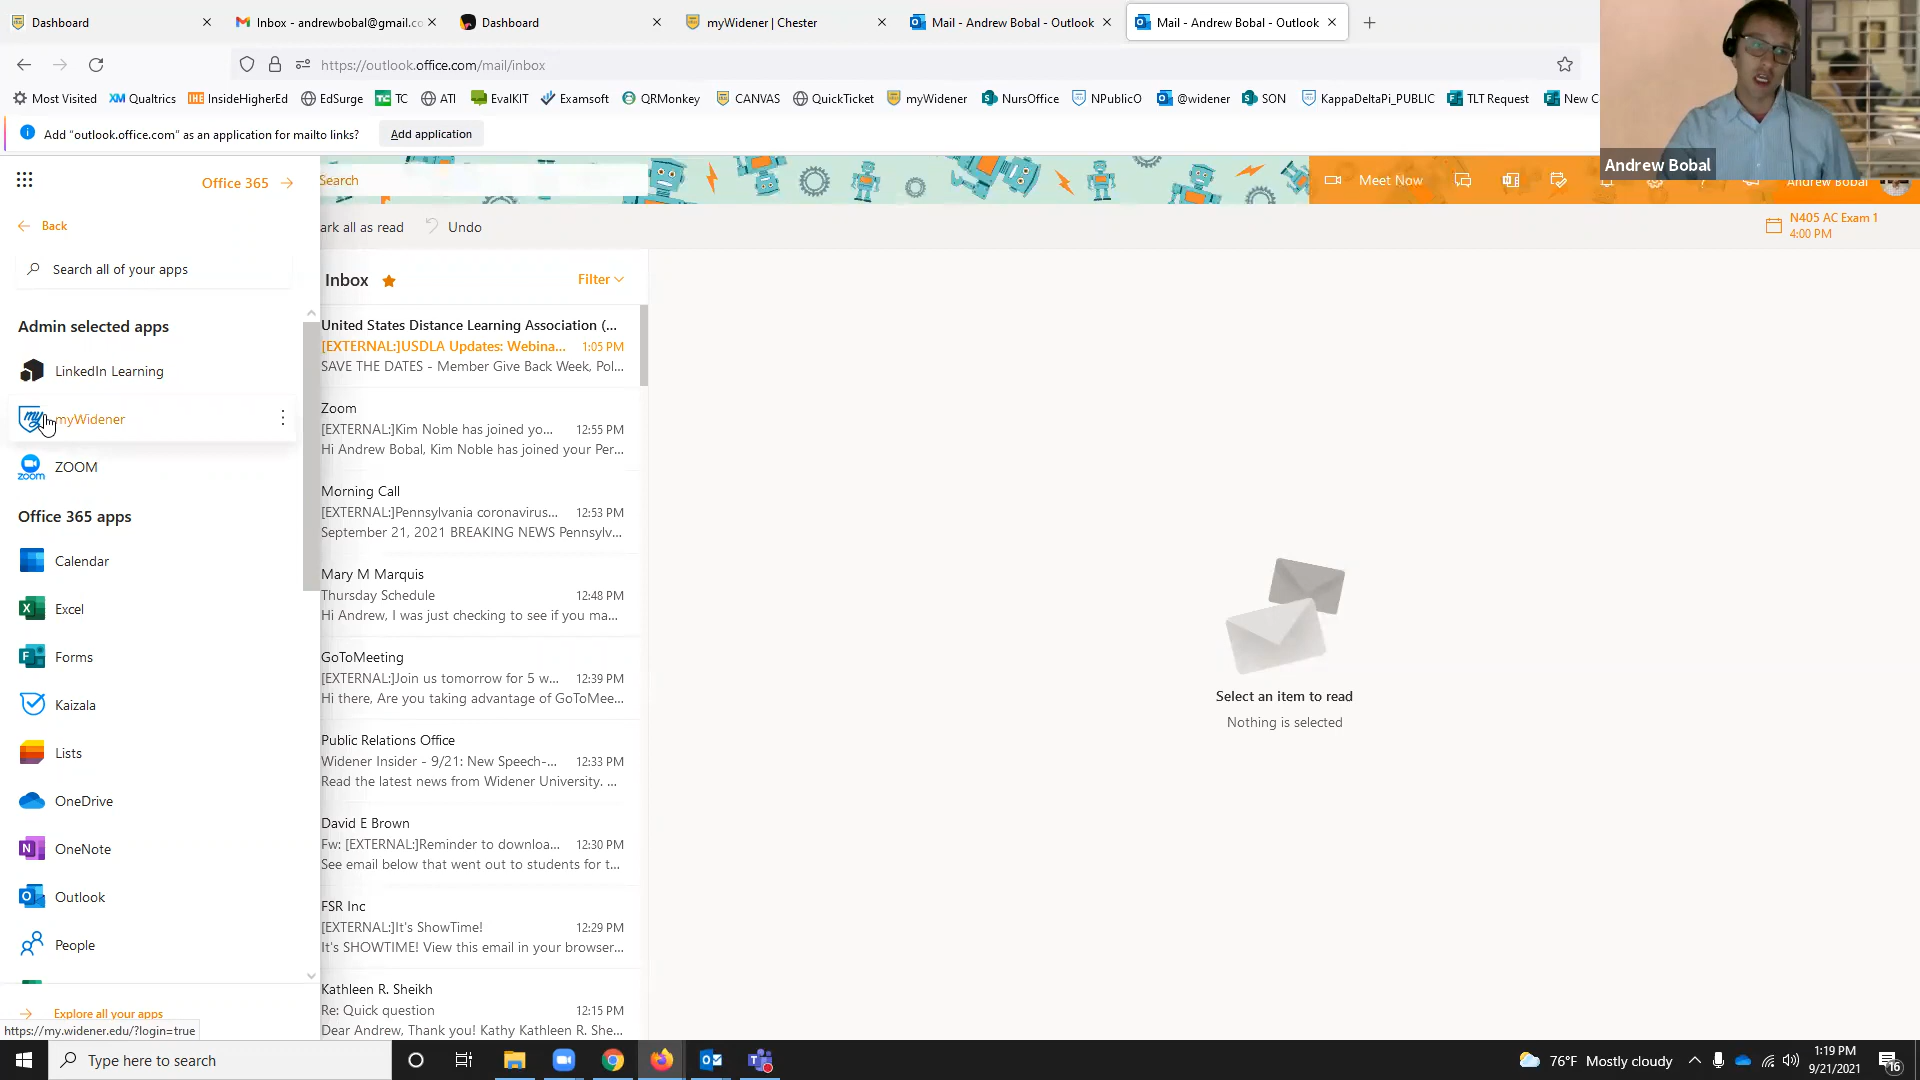 Dashboard
Inbox - andrewbobal@gmail.co
Dashboard
myWidener | Chester
Mail - Andrew Bobal - Outlook
Mail - Andrew Bobal - Outlook
https://outlook.office.com/mail/inbox
Most Visited
XM Qualtrics
IHE InsideHigherEd
EdSurge
TC
ATI
EvalKIT
Examsoft
QRMonkey
CANVAS
QuickTicket
myWidener
NursOffice
NPublicO
@widener
SON
KappaDeltaPi_PUBLIC
TLT Request
New C
Add "outlook.office.com" as an application for mailto links?
Add application
Andrew Bobal
Office 365
Search
Meet Now
Andrew Bobal
Back
ark all as read
Undo
N405 AC Exam 1
4:00 PM
Search all of your apps
Admin selected apps
LinkedIn Learning
my
myWidener
zoom
ZOOM
Office 365 apps
Calendar
Excel
Forms
Kaizala
Lists
OneDrive
OneNote
Outlook
People
Explore all your apps
https://my.widener.edu/?login=true
Inbox
Filter
United States Distance Learning Association (...
[EXTERNAL:]USDLA Updates: Webina... 1:05 PM
SAVE THE DATES - Member Give Back Week, Pol...
Zoom
[EXTERNAL:]Kim Noble has joined yo... 12:55 PM
Hi Andrew Bobal, Kim Noble has joined your Per...
Morning Call
[EXTERNAL:]Pennsylvania coronavirus... 12:53 PM
September 21, 2021 BREAKING NEWS Pennsylv...
Mary M Marquis
Thursday Schedule 12:48 PM
Hi Andrew, I was just checking to see if you ma...
GoToMeeting
[EXTERNAL:]Join us tomorrow for 5 w... 12:39 PM
Hi there, Are you taking advantage of GoToMee...
Public Relations Office
Widener Insider - 9/21: New Speech-... 12:33 PM
Read the latest news from Widener University. ...
David E Brown
Fw: [EXTERNAL:]Reminder to downloa... 12:30 PM
See email below that went out to students for t...
FSR Inc
[EXTERNAL:]It's ShowTime! 12:29 PM
It's SHOWTIME! View this email in your browser...
Kathleen R. Sheikh
Re: Quick question 12:15 PM
Dear Andrew, Thank you! Kathy Kathleen R. She...
Select an item to read
Nothing is selected
Type here to search
76°F Mostly cloudy
1:19 PM
9/21/2021
16